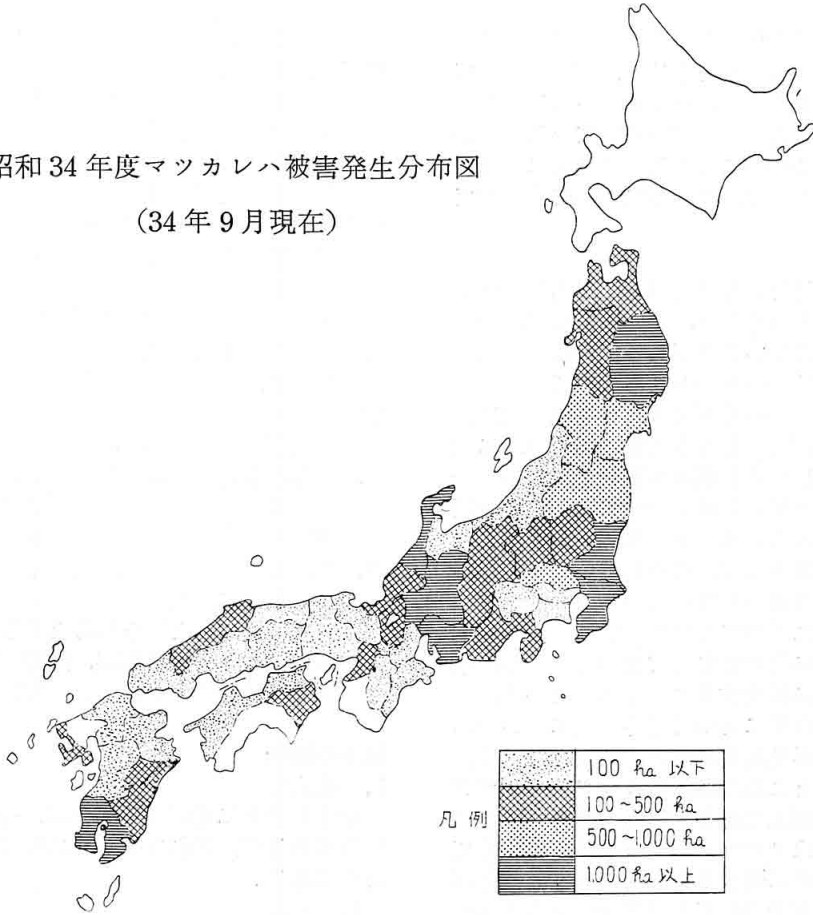 昭和34年度マツカレハ被害発生分布図
(34年9月現在)
凡例
100 ha 以下
100~500 ha
500~1,000 ha
1,000 ha 以上